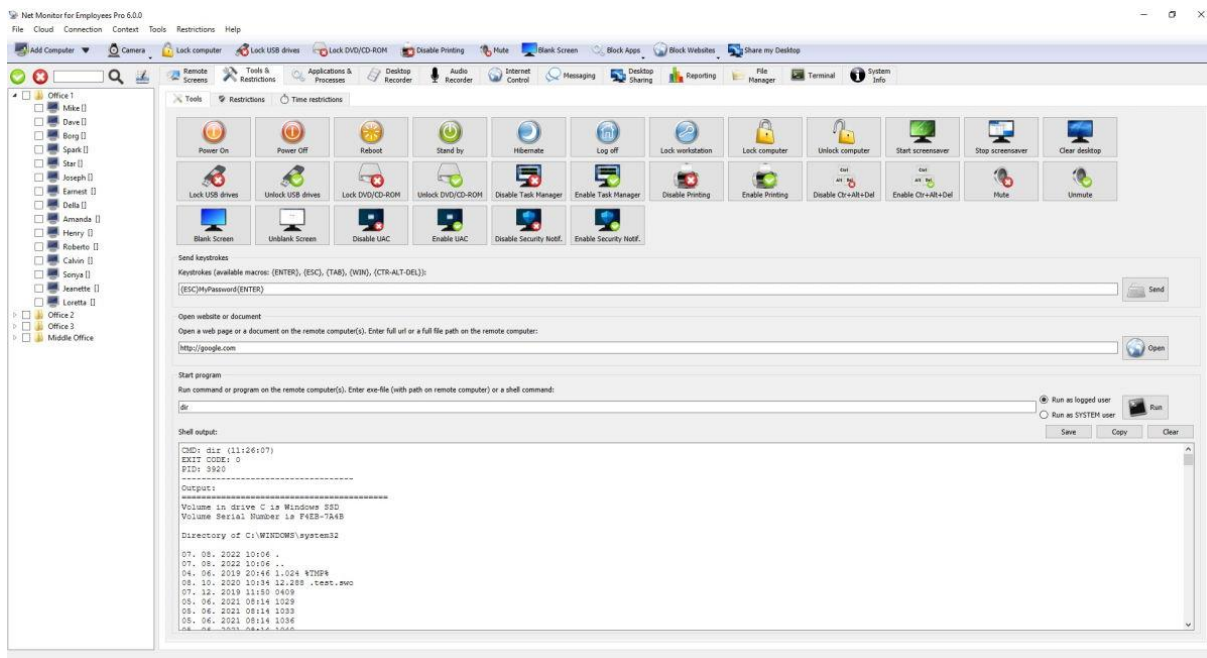 Net Monitor for Employees Pro 6.0.0
File Cloud Connection Context Tools Restrictions Help
Add Computer Camera Lock computer Lock USB drives Lock DVD/CD-ROM Disable Printing Mute Blank Screen Block Apps Block Websites Share my Desktop
Remote Screens Tools & Restrictions Applications & Processes Desktop Recorder Audio Recorder Internet Control Messaging Desktop Sharing Reporting File Manager Terminal System Info
Office 1
Mike []
Dave []
Borg []
Spark []
Star []
Joseph []
Earnest []
Della []
Amanda []
Henry []
Roberto []
Calvin []
Sonya []
Jeanette []
Loretta []
Office 2
Office 3
Middle Office
Tools Restrictions Time restrictions
Power On Power Off Reboot Stand by Hibernate Log off Lock workstation Lock computer Unlock computer Start screensaver Stop screensaver Clear desktop
Lock USB drives Unlock USB drives Lock DVD/CD-ROM Unlock DVD/CD-ROM Disable Task Manager Enable Task Manager Disable Printing Enable Printing Disable Ctr+Alt+Del Enable Ctr+Alt+Del Mute Unmute
Blank Screen Unblank Screen Disable UAC Enable UAC Disable Security Notif. Enable Security Notif.
Send keystrokes
Keystrokes (available macros: {ENTER}, {ESC}, {TAB}, {WIN}, {CTR-ALT-DEL}):
{ESC}MyPassword{ENTER} Send
Open website or document
Open a web page or a document on the remote computer(s). Enter full url or a full file path on the remote computer:
http://google.com Open
Start program
Run command or program on the remote computer(s). Enter exe-file (with path on remote computer) or a shell command:
dir Run as logged user Run
Run as SYSTEM user
Shell output: Save Copy Clear
CMD: dir (11:26:07)
EXIT CODE: 0
PID: 3920
-----------------------------------
Output:
==========================================
Volume in drive C is Windows SSD
Volume Serial Number is F4EB-7A4B
Directory of C:\WINDOWS\system32
07. 08. 2022 10:06 .
07. 08. 2022 10:06 ..
04. 06. 2019 20:46 1.024 %TMP%
08. 10. 2020 10:34 12.288 .test.swo
07. 12. 2019 11:50 0409
05. 06. 2021 08:14 1029
05. 06. 2021 08:14 1033
05. 06. 2021 08:14 1036